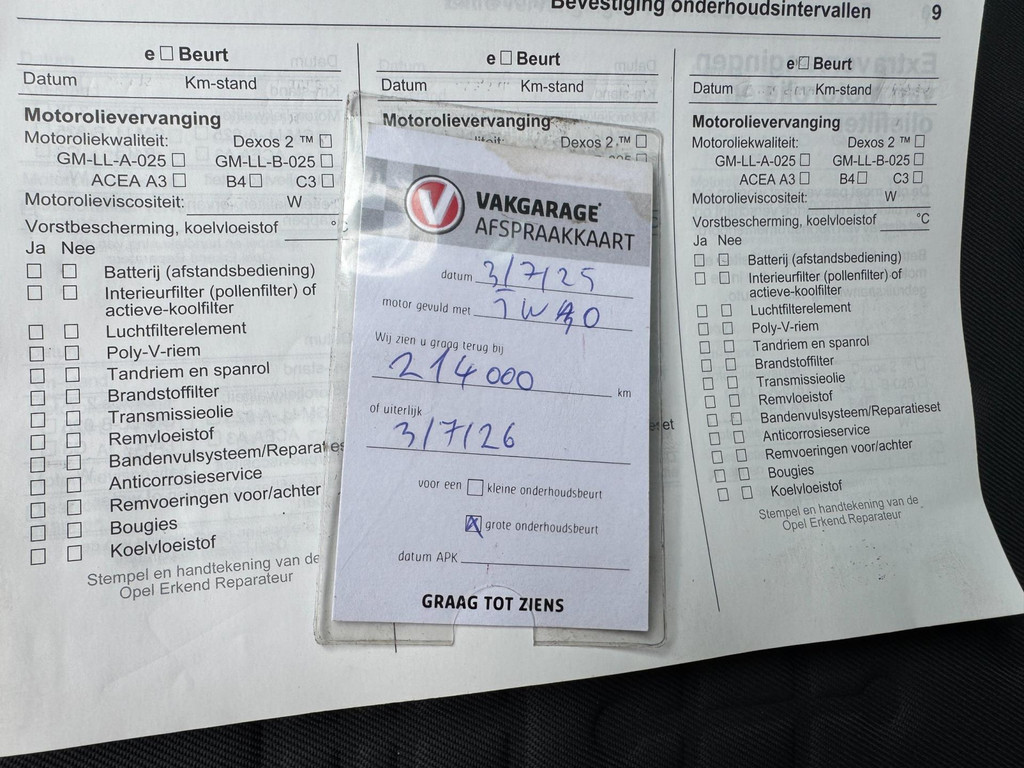 Bevestiging onderhoudsintervallen 9
e □ Beurt
Datum Km-stand
Motorolievervanging
Motoroliekwaliteit: Dexos 2 ™ □
GM-LL-A-025 □ GM-LL-B-025 □
ACEA A3 □ B4 □ C3 □
Motorolieviscositeit: W
Vorstbescherming, koelvloeistof °C
Ja Nee
□ □ Batterij (afstandsbediening)
□ □ Interieurfilter (pollenfilter) of
actieve-koolfilter
□ □ Luchtfilterelement
□ □ Poly-V-riem
□ □ Tandriem en spanrol
□ □ Brandstoffilter
□ □ Transmissieolie
□ □ Remvloeistof
□ □ Bandenvulsysteem/Reparaties
□ □ Anticorrosieservice
□ □ Remvoeringen voor/achter
□ □ Bougies
□ □ Koelvloeistof
Stempel en handtekening van de
Opel Erkend Reparateur
e □ Beurt
Datum Km-stand
Motorolievervanging
Dexos 2 ™ □
VAKGARAGE
AFSPRAAKKAART
datum 3/7/25
motor gevuld met
Wij zien u graag terug bij
214000 km
of uiterlijk
3/7/26
voor een □ kleine onderhoudsbeurt
☒ grote onderhoudsbeurt
datum APK
GRAAG TOT ZIENS
e □ Beurt
Datum Km-stand
Motorolievervanging
Motoroliekwaliteit: Dexos 2 ™ □
GM-LL-A-025 □ GM-LL-B-025 □
ACEA A3 □ B4 □ C3 □
Motorolieviscositeit: W
Vorstbescherming, koelvloeistof °C
Ja Nee
□ □ Batterij (afstandsbediening)
□ □ Interieurfilter (pollenfilter) of
actieve-koolfilter
□ □ Luchtfilterelement
□ □ Poly-V-riem
□ □ Tandriem en spanrol
□ □ Brandstoffilter
□ □ Transmissieolie
□ □ Remvloeistof
□ □ Bandenvulsysteem/Reparatieset
□ □ Anticorrosieservice
□ □ Remvoeringen voor/achter
□ □ Bougies
□ □ Koelvloeistof
Stempel en handtekening van de
Opel Erkend Reparateur